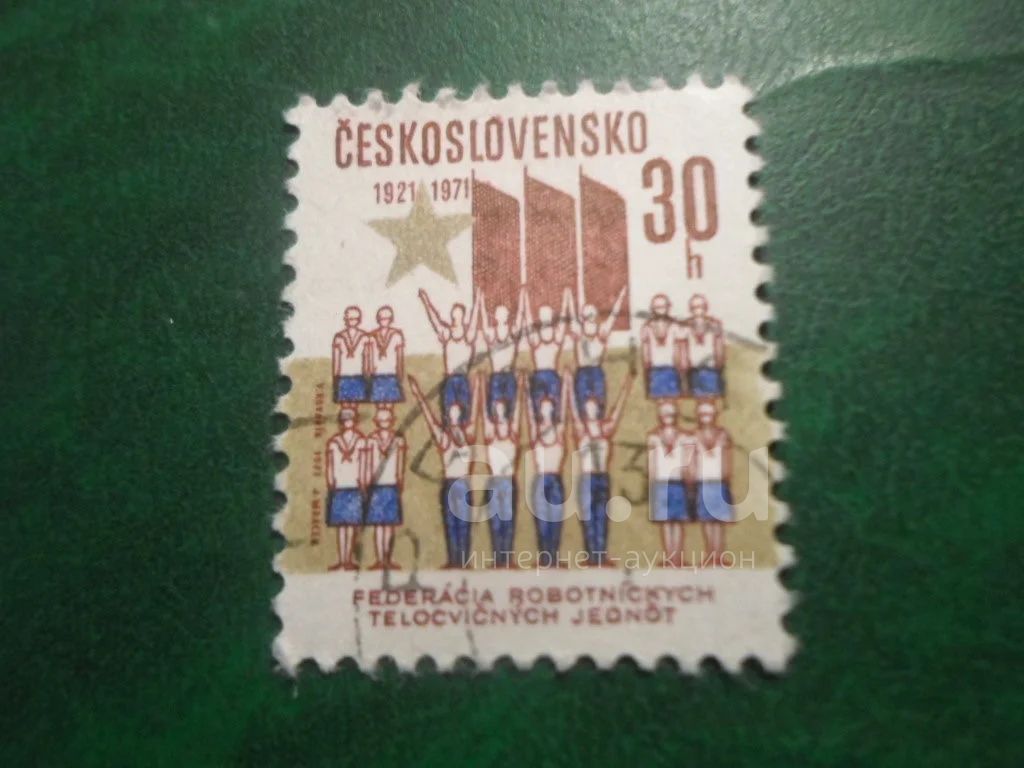 ČESKOSLOVENSKO
1921 1971
30
h
FEDERÁCIA ROBOTNÍCKYCH
TELOCVIČNÝCH JEDNÔT
au.ru
интернет-аукцион